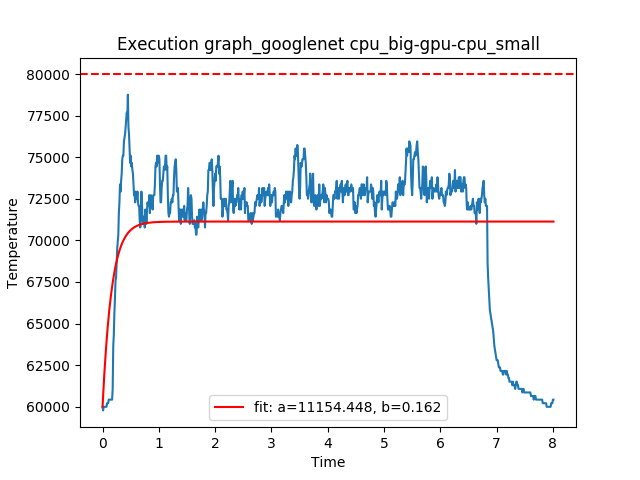 Execution graph_googlenet cpu_big-gpu-cpu_small
80000
77500
75000
72500
70000
67500
65000
62500
60000
Temperature
fit: a=11154.448, b=0.162
0 1 2 3 4 5 6 7 8
Time